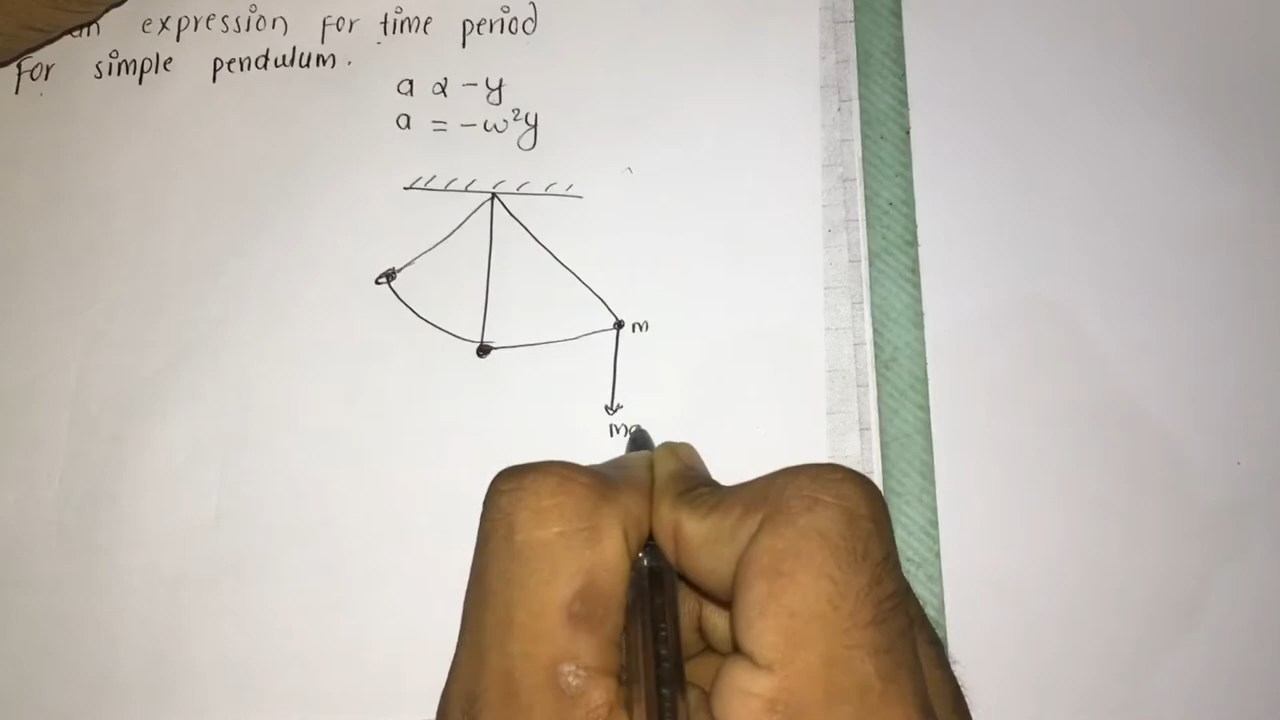 expression for time period
For simple pendulum.
a α -y
a = -ω²y
m